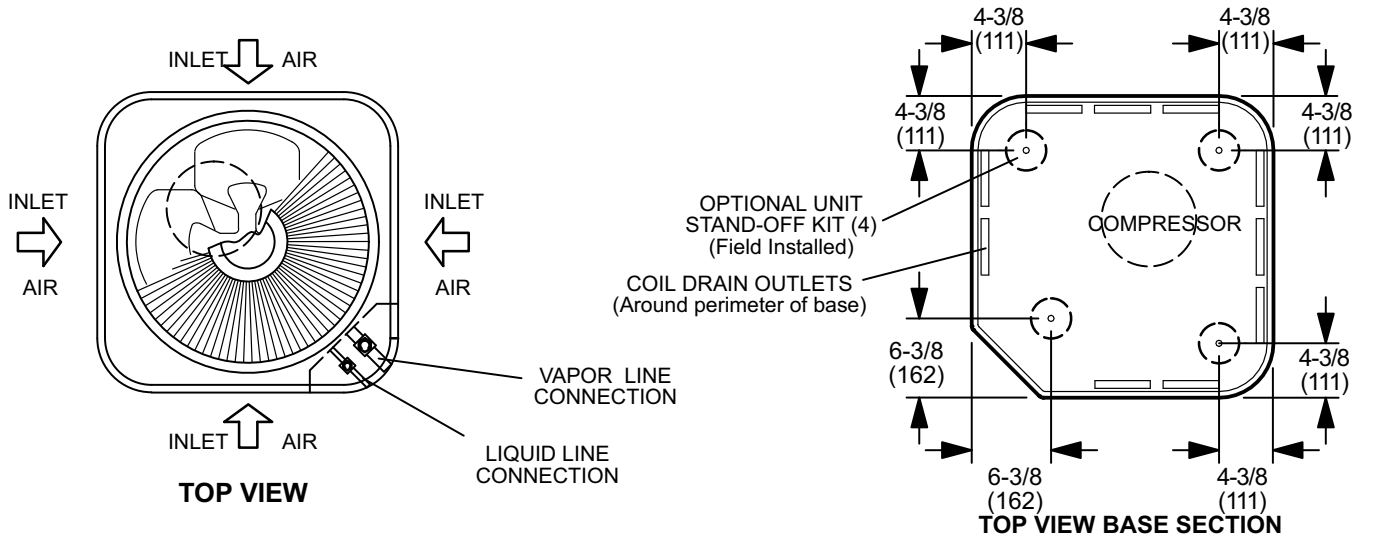 INLET AIR
INLET
AIR
INLET
AIR
INLET AIR
VAPOR LINE
CONNECTION
LIQUID LINE
CONNECTION
TOP VIEW
4-3/8
(111)
4-3/8
(111)
4-3/8
(111)
4-3/8
(111)
OPTIONAL UNIT
STAND-OFF KIT (4)
(Field Installed)
COMPRESSOR
COIL DRAIN OUTLETS
(Around perimeter of base)
6-3/8
(162)
4-3/8
(111)
6-3/8
(162)
4-3/8
(111)
TOP VIEW BASE SECTION